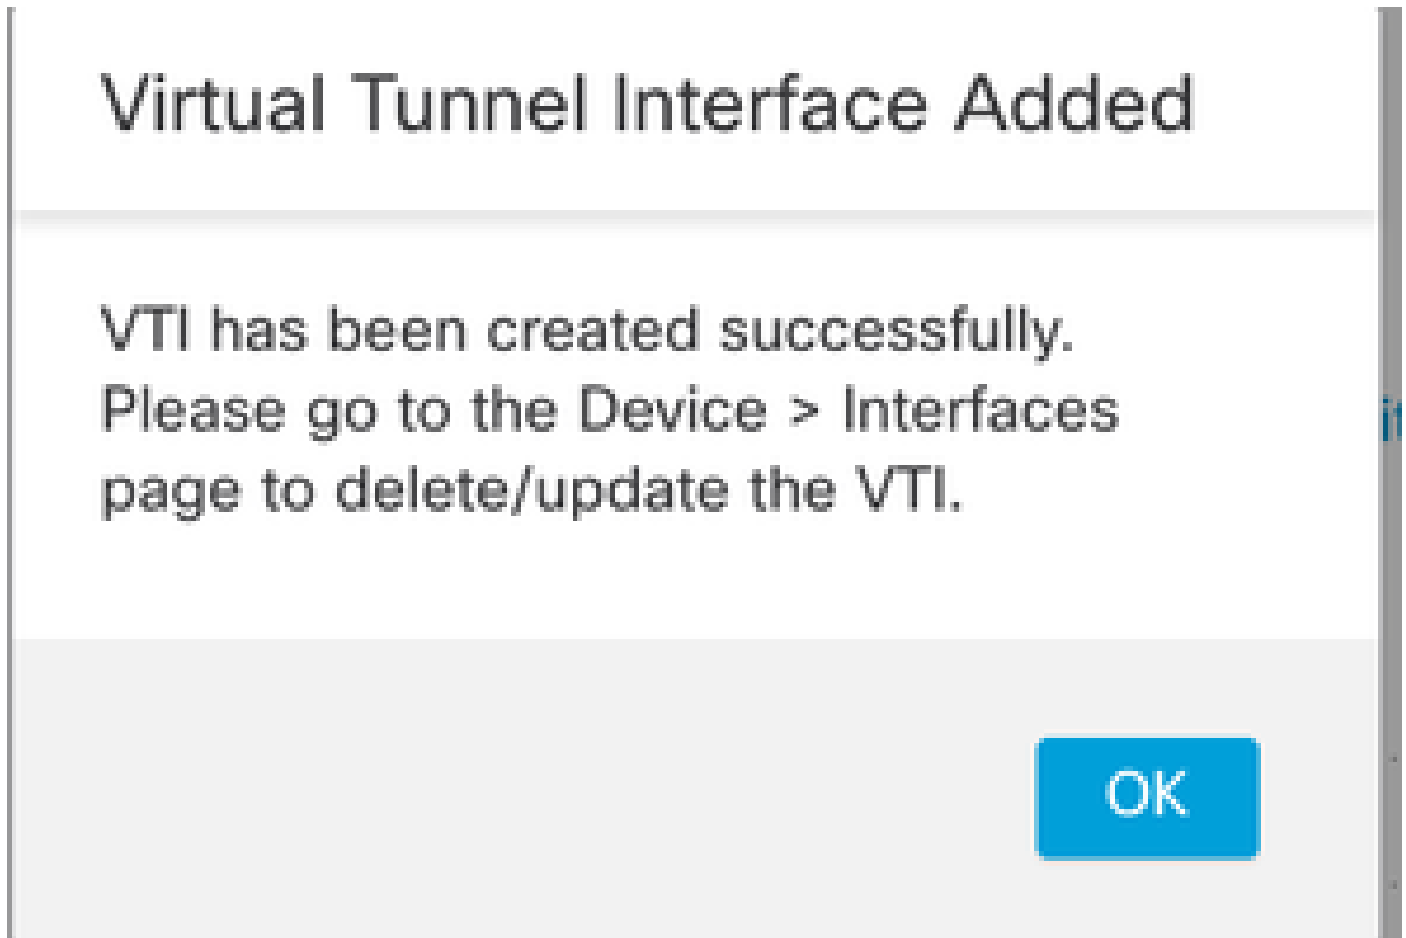 Virtual Tunnel Interface Added
VTI has been created successfully.
Please go to the Device > Interfaces
page to delete/update the VTI.
OK